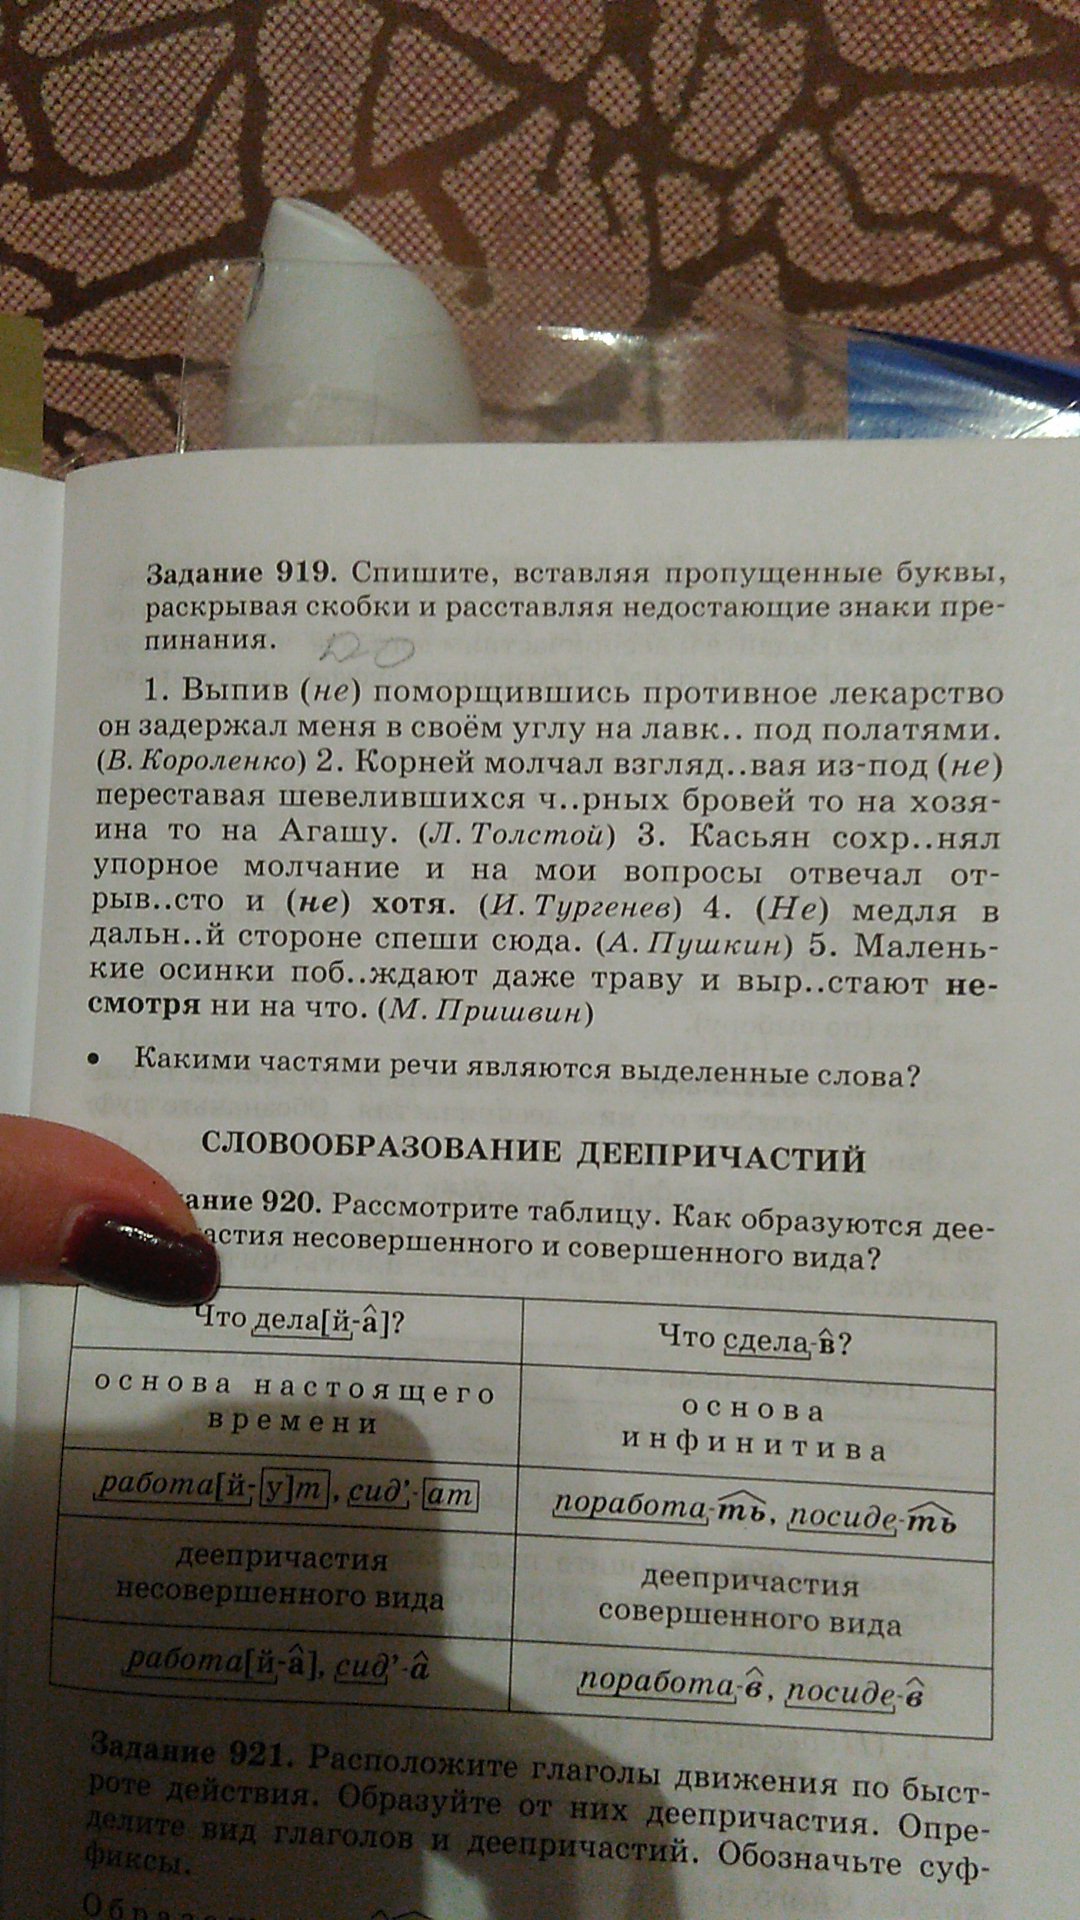 Задание 919. Спишите, вставляя пропущенные буквы,
раскрывая скобки и расставляя недостающие знаки пре-
пинания.
1. Выпив (не) поморщившись противное лекарство
он задержал меня в своём углу на лавк.. под полатями.
(В. Короленко) 2. Корней молчал взгляд..вая из-под (не)
переставая шевелившихся ч..рных бровей то на хозя-
ина то на Агашу. (Л. Толстой) 3. Касьян сохр..нял
упорное молчание и на мои вопросы отвечал от-
рыв..сто и (не) хотя. (И. Тургенев) 4. (Не) медля в
дальн..й стороне спеши сюда. (А. Пушкин) 5. Малень-
кие осинки поб..ждают даже траву и выр..стают не-
смотря ни на что. (М. Пришвин)
• Какими частями речи являются выделенные слова?
СЛОВООБРАЗОВАНИЕ ДЕЕПРИЧАСТИЙ
ание 920. Рассмотрите таблицу. Как образуются дее-
астия несовершенного и совершенного вида?
Что дела[й-а]?
Что сдела-в?
основа настоящего
времени
основа
инфинитива
работа[й-у]т, сид’-ат
поработа-ть, посиде-ть
деепричастия
несовершенного вида
деепричастия
совершенного вида
работа[й-а], сид’-а
поработа-в, посиде-в
Задание 921. Расположите глаголы движения по быст-
роте действия. Образуйте от них деепричастия. Опре-
делите вид глаголов и деепричастий. Обозначьте суф-
фиксы.